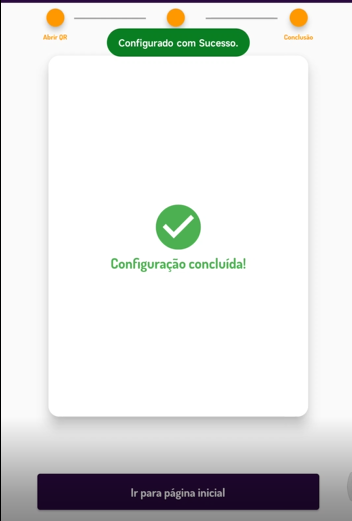 Abrir QR
Conclusão
Configurado com Sucesso.
Configuração concluída!
Ir para página inicial